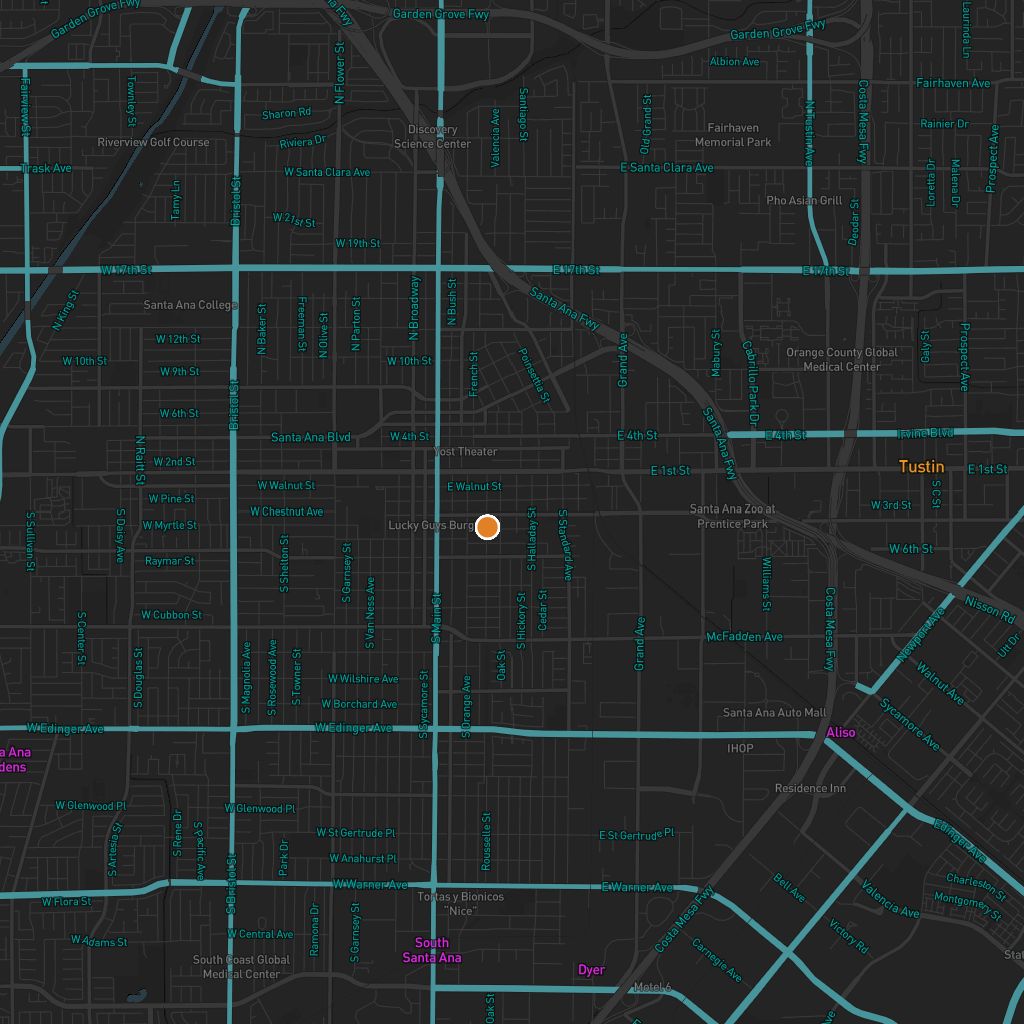 Garden Grove Fwy
Santa Ana Fwy
Garden Grove Fwy
Garden Grove Fwy
Laurinda Ln
Albion Ave
Fairview St
Townley St
N Flower St
Sharon Rd
Riviera Dr
Riverview Golf Course
Discovery
Science Center
Valencia Ave
Santiago St
Old Grand St
Fairhaven
Memorial Park
N Tustin Ave
Costa Mesa Fwy
Fairhaven Ave
Rainier Dr
Prospect Ave
Trask Ave
W Santa Clara Ave
E Santa Clara Ave
Loretta Dr
Malena Dr
Tamy Ln
Bristol St
W 21st St
Pho Asian Grill
Deodar St
W 19th St
W 17th St
E 17th St
E 17th St
N King St
Santa Ana College
N Baker St
Freeman St
N Olive St
N Parton St
N Broadway
N Bush St
Santa Ana Fwy
W 12th St
W 10th St
W 9th St
W 10th St
French St
Poinsettia St
Grand Ave
Mabury St
Cabrillo Park Dr
Orange County Global
Medical Center
Galy St
Prospect Ave
Bristol St
W 6th St
Santa Ana Blvd
W 4th St
E 4th St
Santa Ana Fwy
E 4th St
Irvine Blvd
N Raitt St
W 2nd St
Yost Theater
E 1st St
Tustin
E 1st St
W Pine St
W Walnut St
E Walnut St
S C St
W 3rd St
S Sullivan St
S Daisy Ave
W Myrtle St
W Chestnut Ave
Lucky Guys Burg
S Halladay St
S Standard Ave
Santa Ana Zoo at
Prentice Park
W 6th St
Raymar St
S Shelton St
S Garnsey St
S Van Ness Ave
Williams St
Costa Mesa Fwy
Nisson Rd
S Center St
W Cubbon St
S Main St
S Hickory St
Cedar St
Grand Ave
McFadden Ave
Newport Ave
Utt Dr
S Douglas St
S Magnolia Ave
S Rosewood Ave
S Towner St
W Wilshire Ave
W Borchard Ave
S Sycamore St
S Orange Ave
Oak St
Walnut Ave
Sycamore Ave
Santa Ana Auto Mall
W Edinger Ave
W Edinger Ave
Aliso
IHOP
a Ana
dens
Residence Inn
W Glenwood Pl
W Glenwood Pl
S Artesia St
S Rene Dr
S Pacific Ave
W St Gertrude Pl
Rousselle St
E St Gertrude Pl
Edinger Ave
S Bristol St
Park Dr
W Anahurst Pl
W Warner Ave
E Warner Ave
Bell Ave
Valencia Ave
Charleston St
Montgomery St
W Flora St
Tortas y Bionicos
"Nice"
Costa Mesa Fwy
W Adams St
W Central Ave
Ramona Dr
S Garnsey St
South
Santa Ana
Carnegie Ave
Victory Rd
South Coast Global
Medical Center
Dyer
Motel 6
Oak St